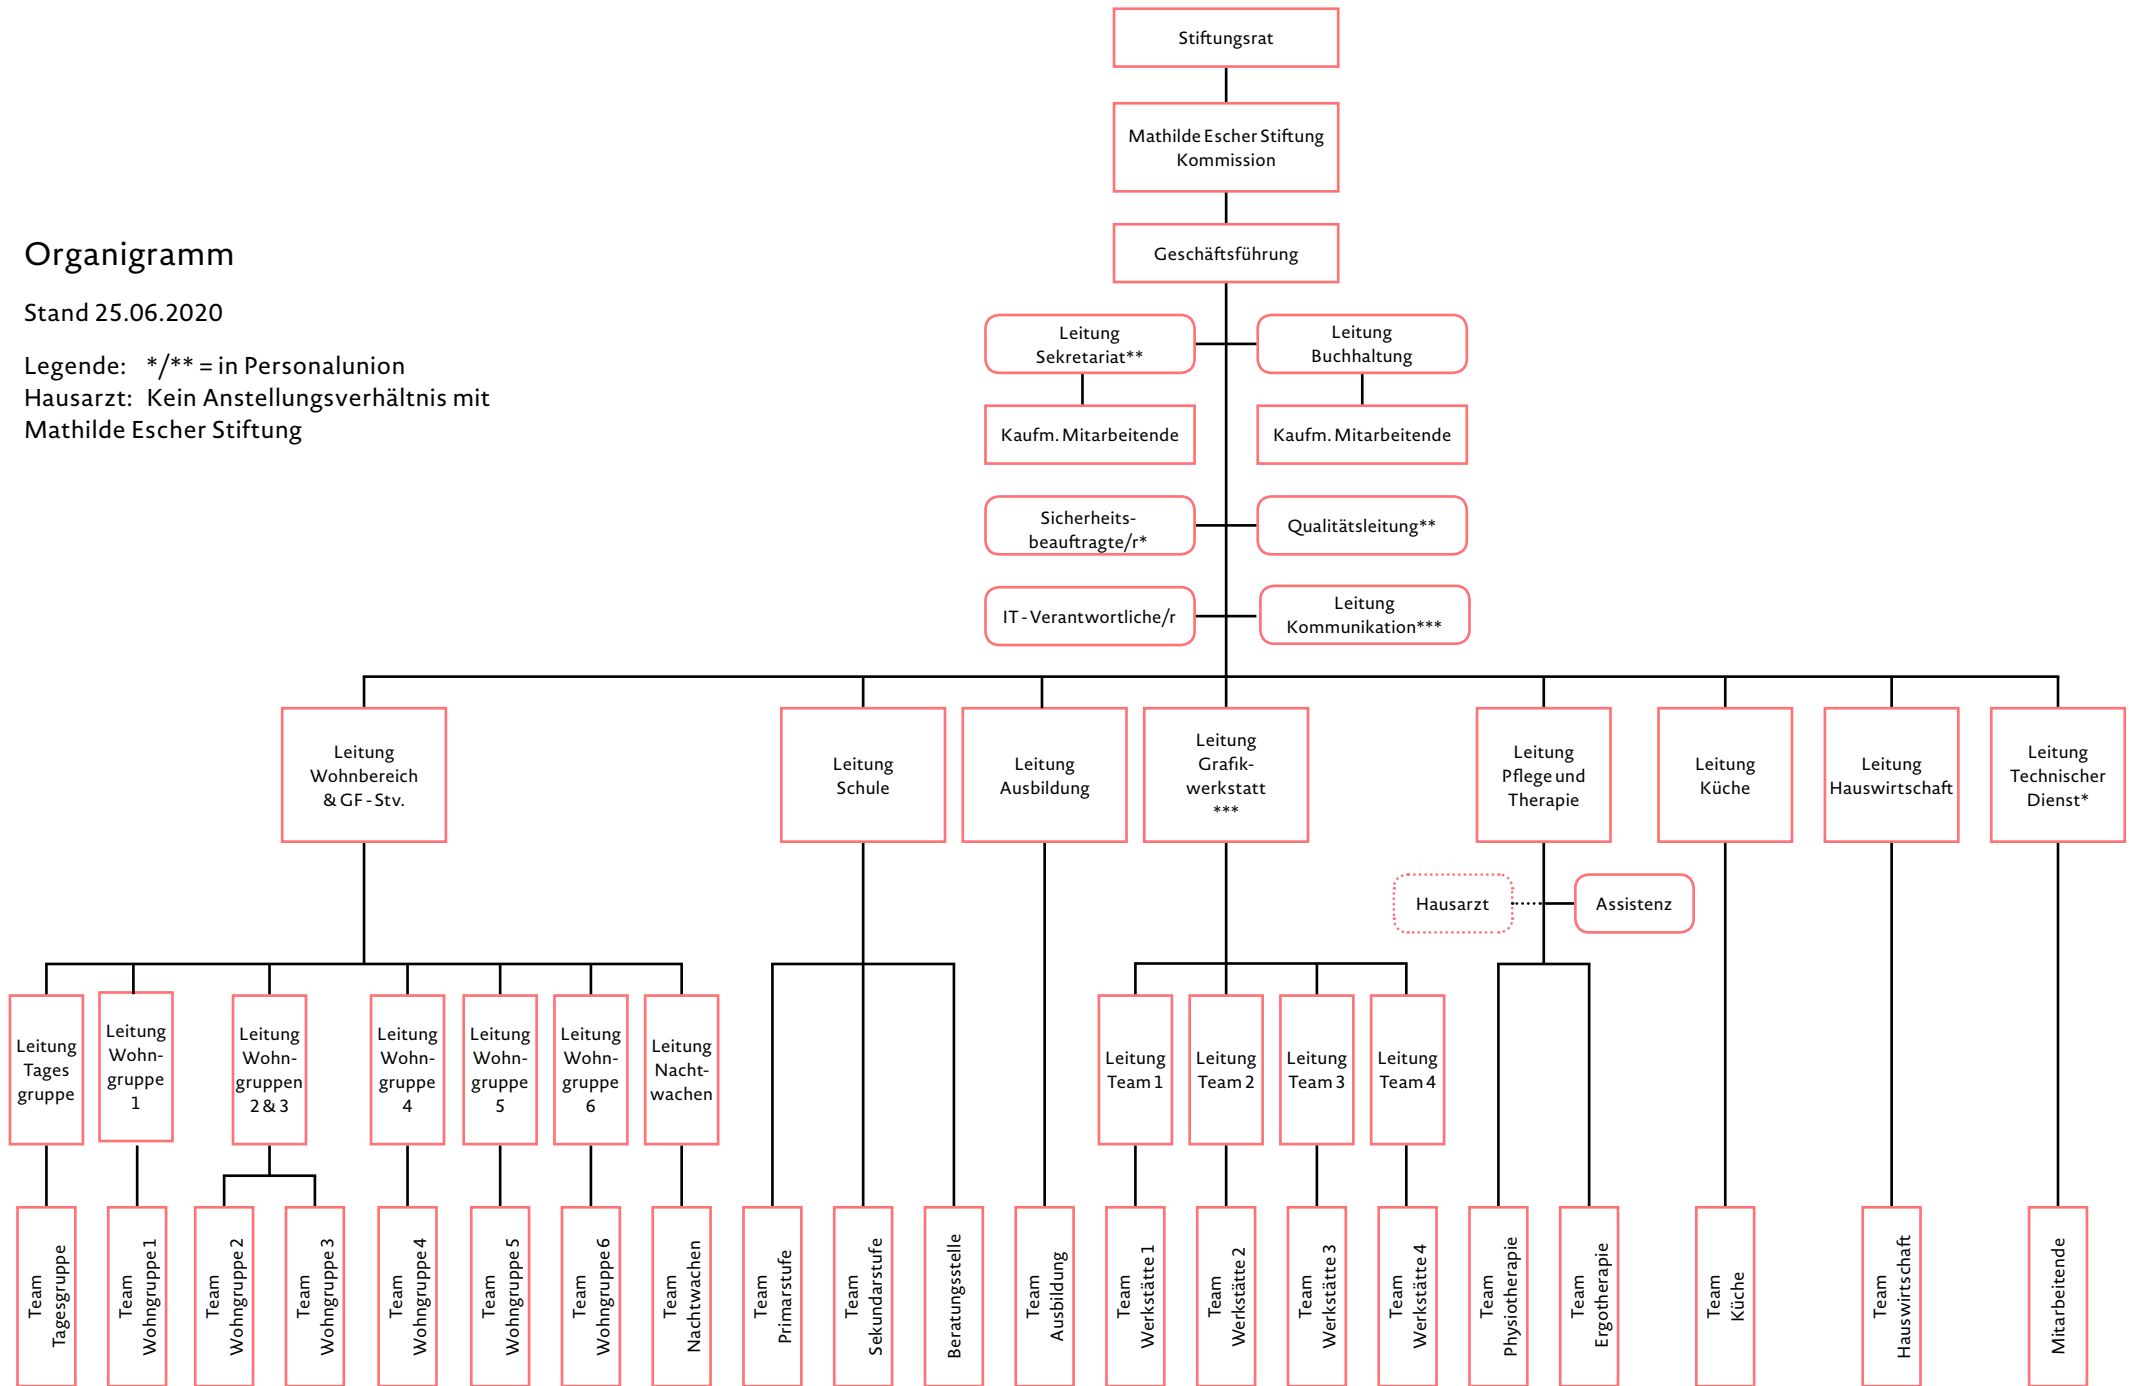 Stiftungsrat
Mathilde Escher Stiftung
Kommission
Geschäftsführung
Organigramm
Stand 25.06.2020
Legende: */** = in Personalunion
Hausarzt: Kein Anstellungsverhältnis mit
Mathilde Escher Stiftung
Leitung
Sekretariat**
Leitung
Buchhaltung
Kaufm. Mitarbeitende
Kaufm. Mitarbeitende
Sicherheits-
beauftragte/r*
Qualitätsleitung**
IT - Verantwortliche/r
Leitung
Kommunikation***
Leitung
Wohnbereich
& GF - Stv.
Leitung
Schule
Leitung
Ausbildung
Leitung
Grafik-
werkstatt
***
Leitung
Pflege und
Therapie
Leitung
Küche
Leitung
Hauswirtschaft
Leitung
Technischer
Dienst*
Hausarzt
Assistenz
Leitung
Tages
gruppe
Leitung
Wohn-
gruppe
1
Leitung
Wohn-
gruppen
2 & 3
Leitung
Wohn-
gruppe
4
Leitung
Wohn-
gruppe
5
Leitung
Wohn-
gruppe
6
Leitung
Nacht-
wachen
Leitung
Team 1
Leitung
Team 2
Leitung
Team 3
Leitung
Team 4
Team
Tagesgruppe
Team
Wohngruppe 1
Team
Wohngruppe 2
Team
Wohngruppe 3
Team
Wohngruppe 4
Team
Wohngruppe 5
Team
Wohngruppe 6
Team
Nachtwachen
Team
Primarstufe
Team
Sekundarstufe
Beratungsstelle
Team
Ausbildung
Team
Werkstätte 1
Team
Werkstätte 2
Team
Werkstätte 3
Team
Werkstätte 4
Team
Physiotherapie
Team
Ergotherapie
Team
Küche
Team
Hauswirtschaft
Mitarbeitende